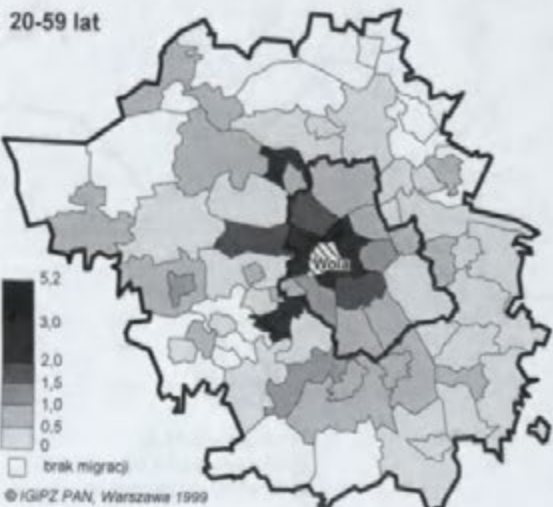 20-59 lat
Wola
5,2
3,0
2,0
1,5
1,0
0,5
0
brak migracji
© IGiPZ PAN, Warszawa 1999